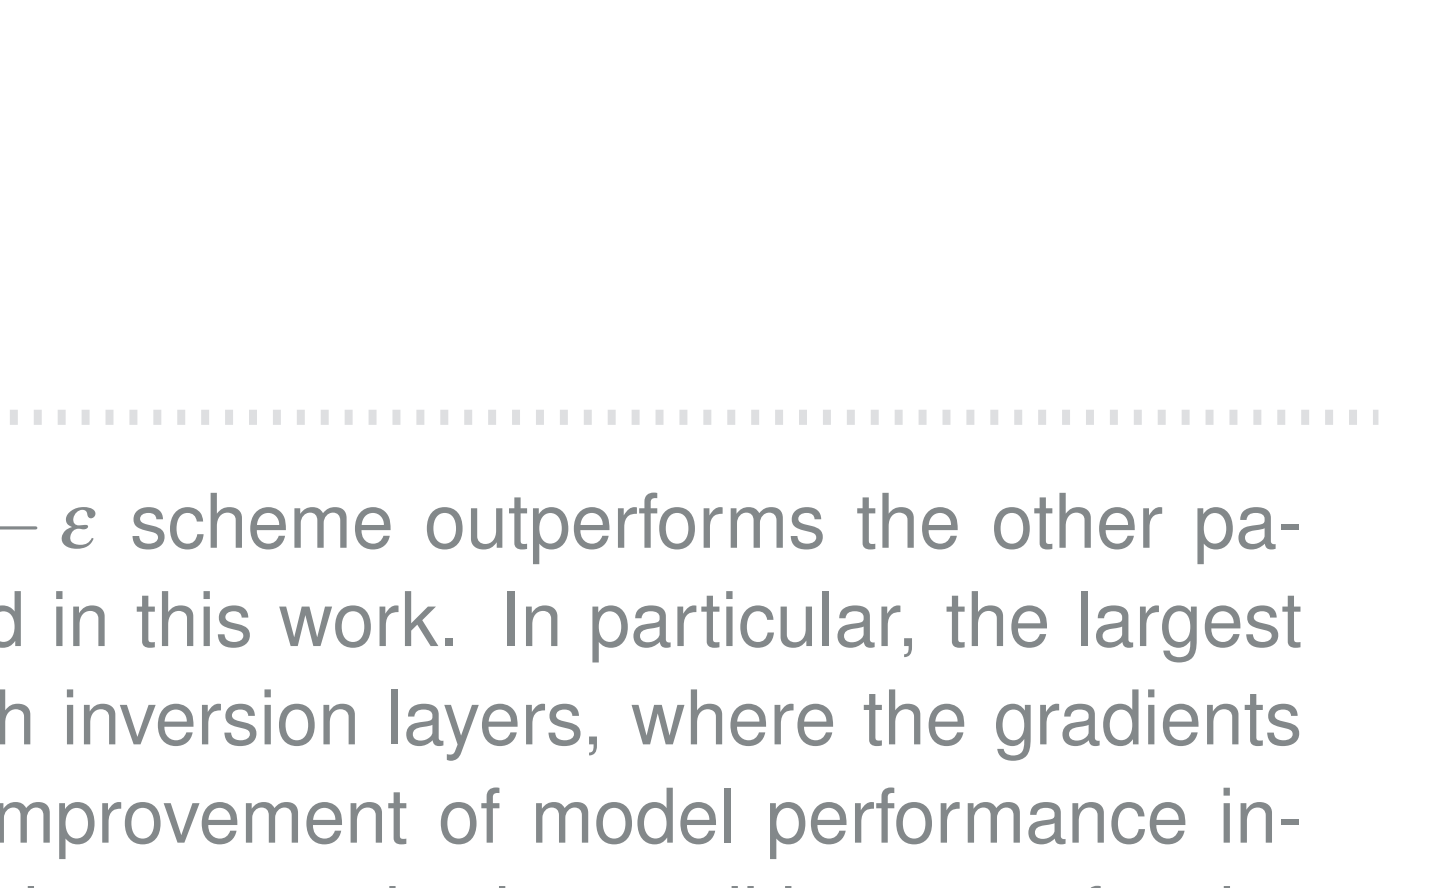 – ε scheme outperforms the other pa-
d in this work. In particular, the largest
h inversion layers, where the gradients
mprovement of model performance in-